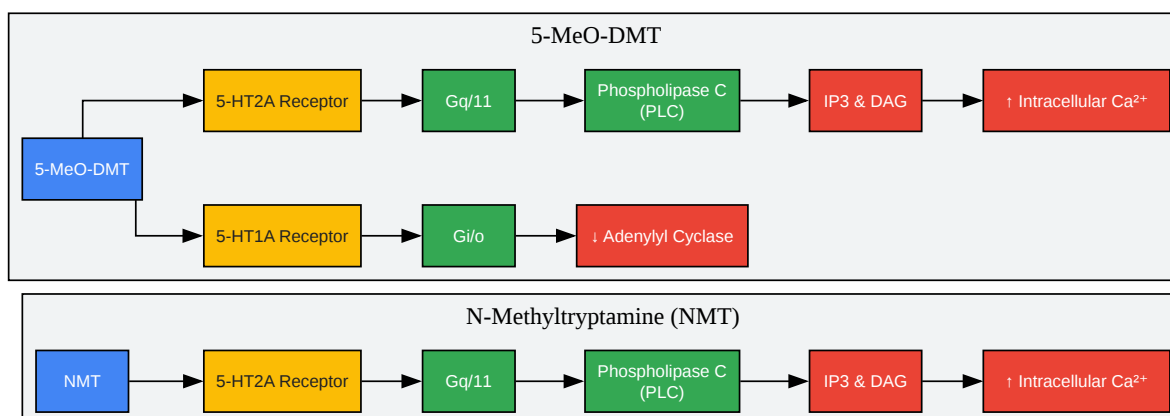 5-MeO-DMT
5-HT2A Receptor
Gq/11
Phospholipase C
(PLC)
IP3 & DAG
↑ Intracellular Ca²⁺
5-MeO-DMT
5-HT1A Receptor
Gi/o
↓ Adenylyl Cyclase
N-Methyltryptamine (NMT)
NMT
5-HT2A Receptor
Gq/11
Phospholipase C
(PLC)
IP3 & DAG
↑ Intracellular Ca²⁺